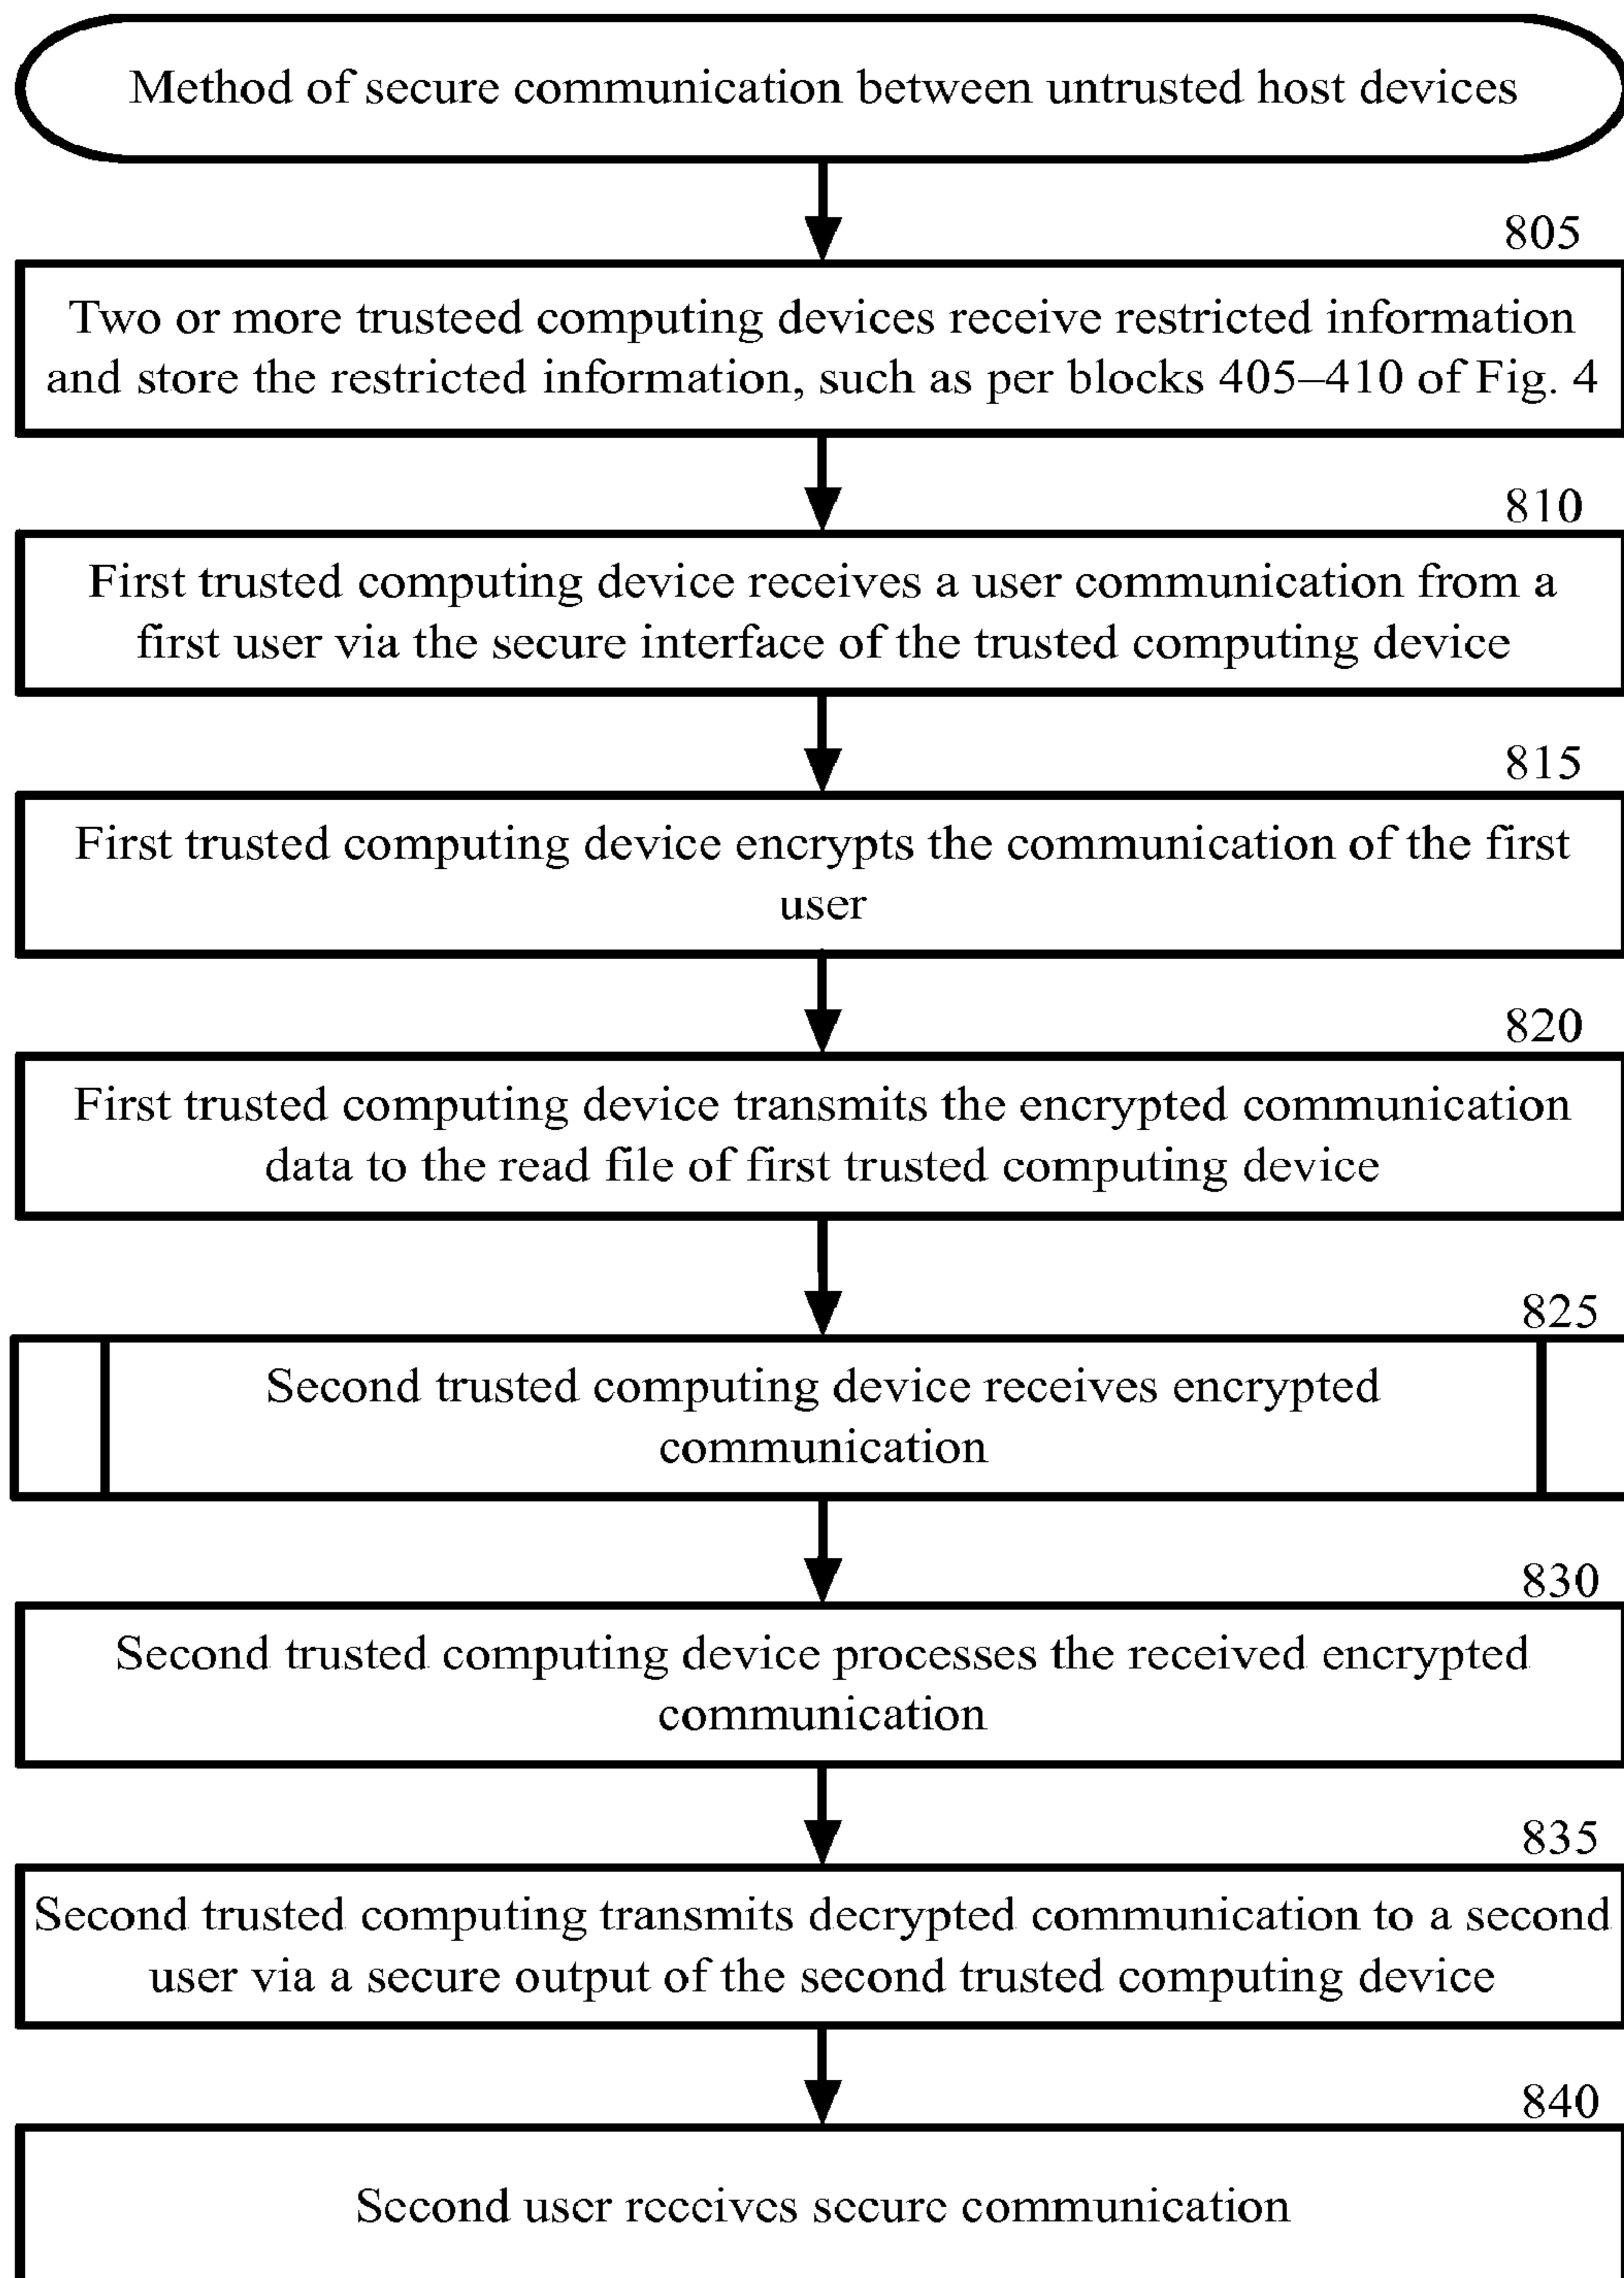 Method of secure communication between untrusted host devices
805
Two or more trusteed computing devices receive restricted information
and store the restricted information, such as per blocks 405–410 of Fig. 4
810
First trusted computing device receives a user communication from a
first user via the secure interface of the trusted computing device
815
First trusted computing device encrypts the communication of the first
user
820
First trusted computing device transmits the encrypted communication
data to the read file of first trusted computing device
825
Second trusted computing device receives encrypted
communication
830
Second trusted computing device processes the received encrypted
communication
835
Second trusted computing transmits decrypted communication to a second
user via a secure output of the second trusted computing device
840
Second user receives secure communication